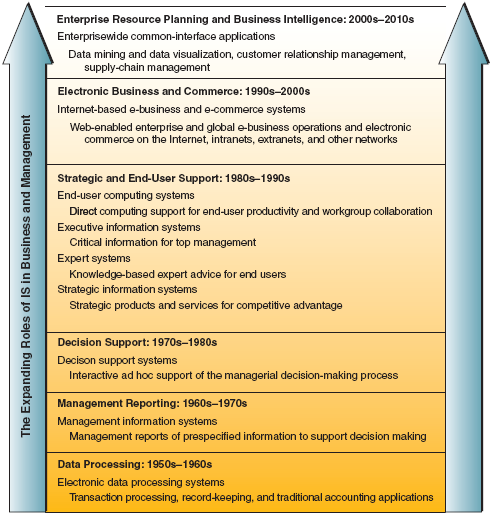 Enterprise Resource Planning and Business Intelligence: 2000s–2010s
Enterprisewide common-interface applications
Data mining and data visualization, customer relationship management,
supply-chain management
Electronic Business and Commerce: 1990s–2000s
Internet-based e-business and e-commerce systems
Web-enabled enterprise and global e-business operations and electronic
commerce on the Internet, intranets, extranets, and other networks
Strategic and End-User Support: 1980s–1990s
End-user computing systems
Direct computing support for end-user productivity and workgroup collaboration
Executive information systems
Critical information for top management
Expert systems
Knowledge-based expert advice for end users
Strategic information systems
Strategic products and services for competitive advantage
Decision Support: 1970s–1980s
Decison support systems
Interactive ad hoc support of the managerial decision-making process
Management Reporting: 1960s–1970s
Management information systems
Management reports of prespecified information to support decision making
Data Processing: 1950s–1960s
Electronic data processing systems
Transaction processing, record-keeping, and traditional accounting applications
The Expanding Roles of IS in Business and Management